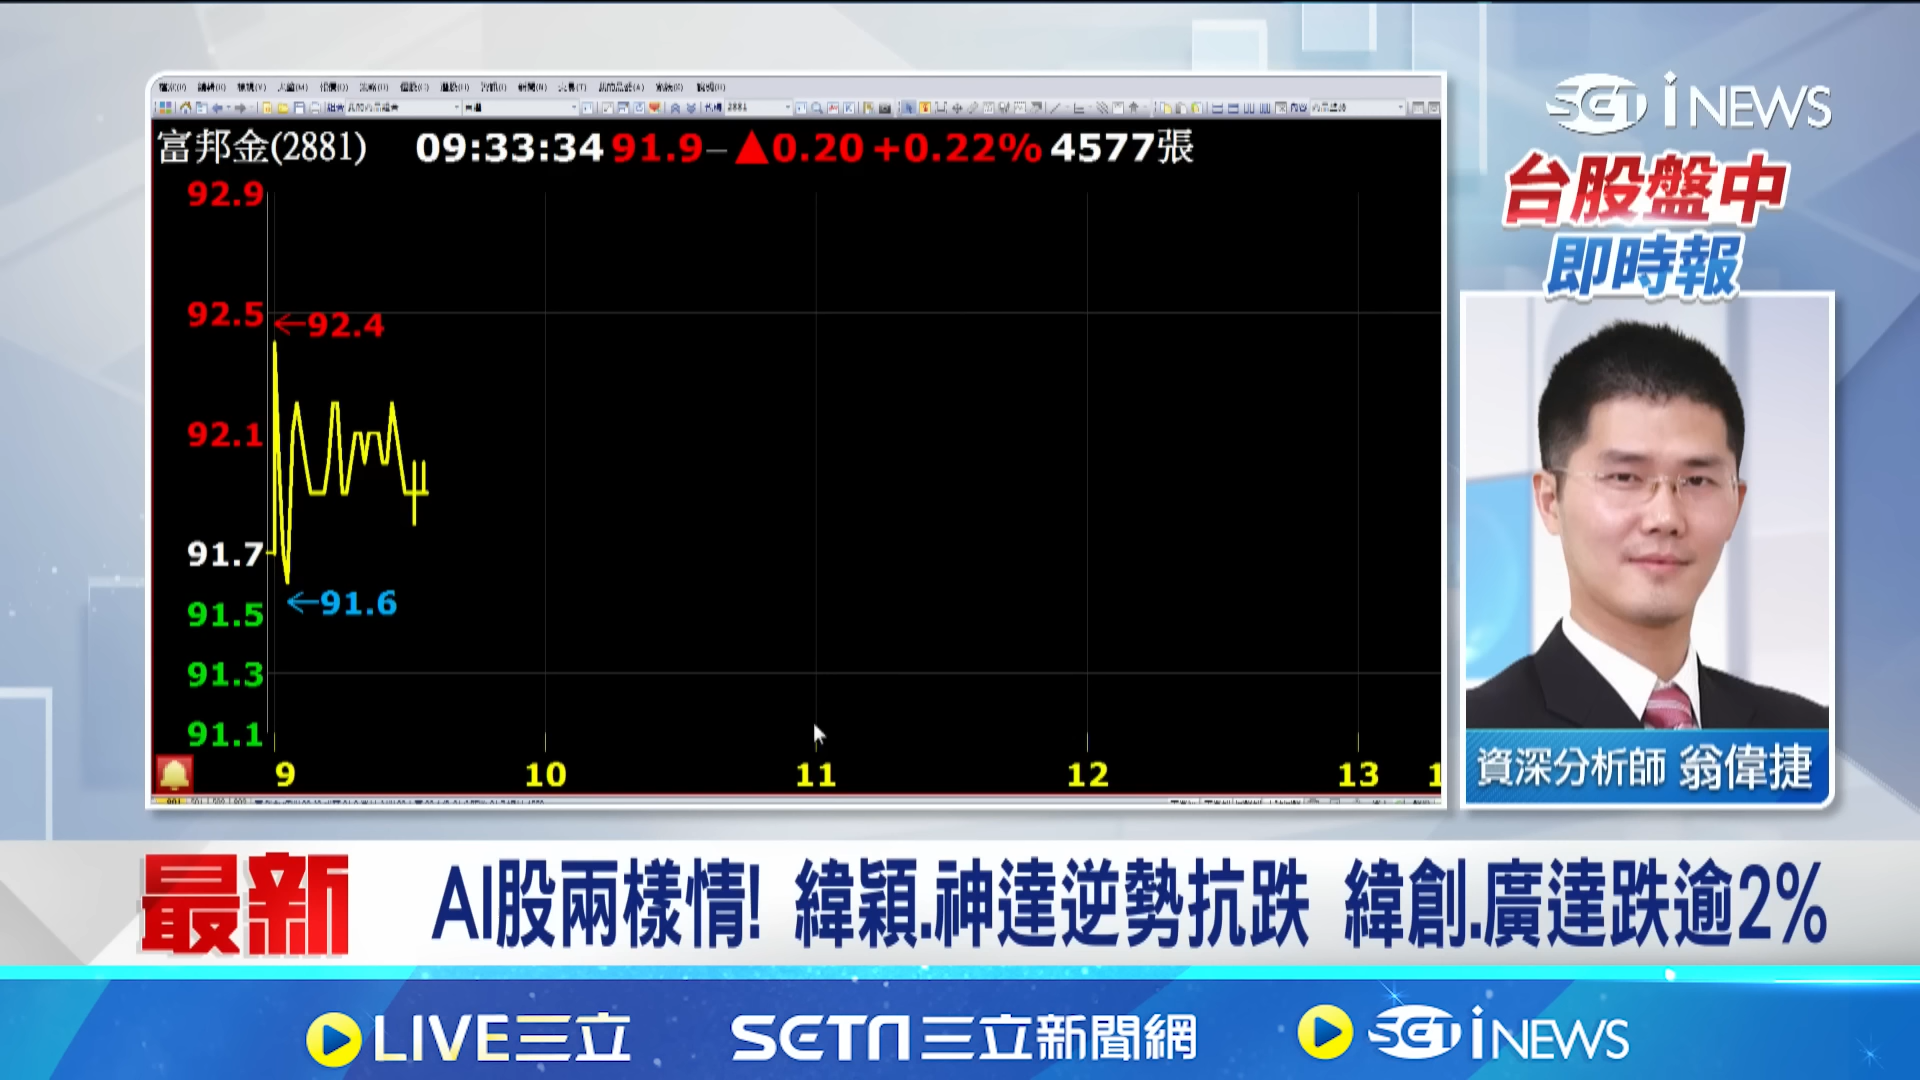 SET iNEWS
台股盤中
即時報
富邦金(2881) 09:33:34 91.9 – ▲0.20 +0.22% 4577張
92.9
92.5
←92.4
92.1
91.7
←91.6
91.5
91.3
91.1
9 10 11 12 13 1
資深分析師 翁偉捷
最新 AI股兩樣情! 緯穎.神達逆勢抗跌 緯創.廣達跌逾2%
LIVE三立 SETN三立新聞網 SET iNEWS